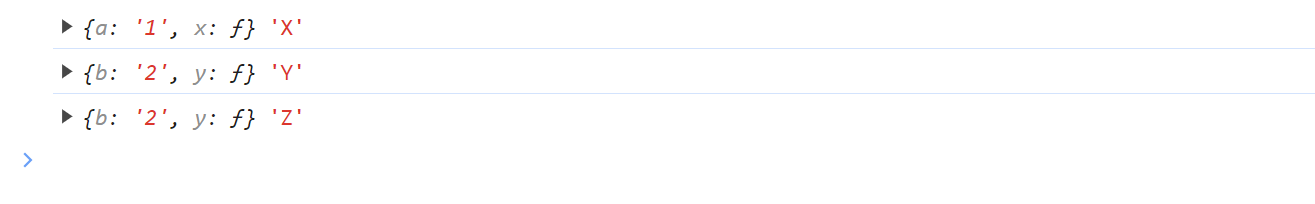 {a: '1', x: ƒ} 'X'
{b: '2', y: ƒ} 'Y'
{b: '2', y: ƒ} 'Z'